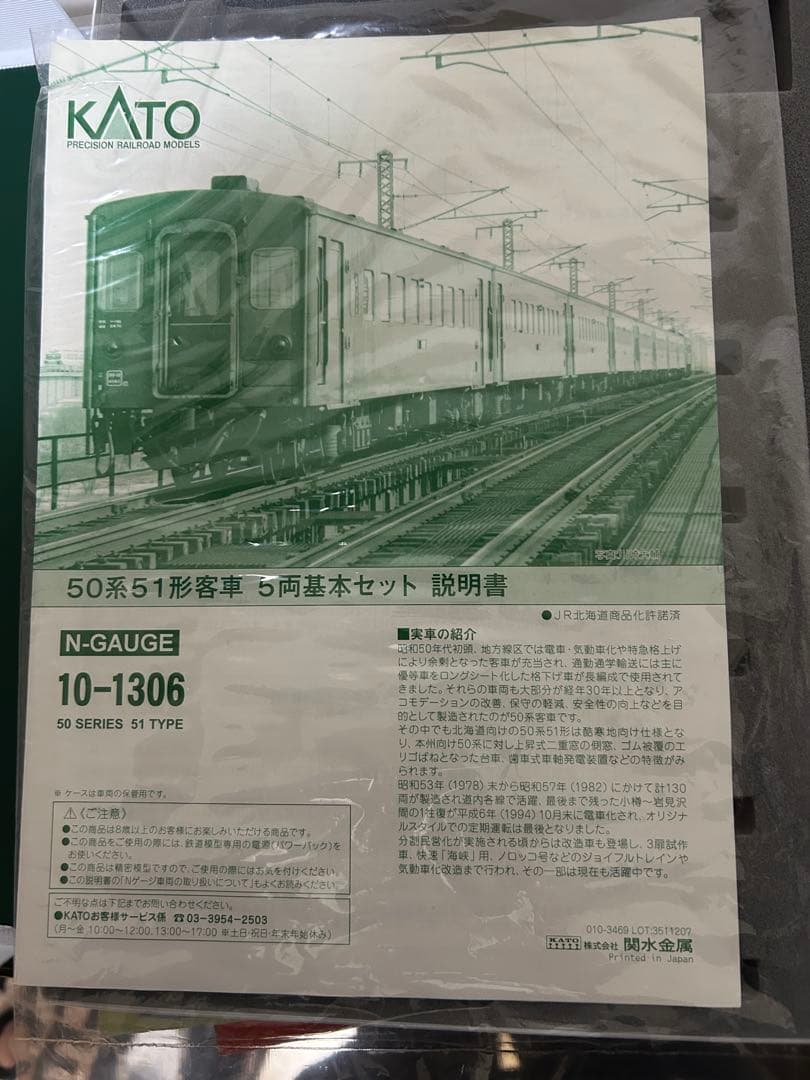 KATO
PRECISION RAILROAD MODELS
50系51形客車 5両基本セット 説明書
●JR北海道商品化許諾済
N-GAUGE
10-1306
50 SERIES 51 TYPE
■実車の紹介
昭和50年代初頭、地方線区では電車・気動車化や特急格上げ
により余剰となった客車が充当され、通勤通学輸送には主に
優等車をロングシート化した格下げ車が長編成で使用されて
きました。それらの車両も大部分が経年30年以上となり、ア
コモデーションの改善、保守の軽減、安全性の向上などを目
的として製造されたのが50系客車です。
その中でも北海道向けの50系51形は酷寒地向け仕様とな
り、本州向け50系に対し上昇式二重窓の側窓、ゴム被覆のエ
リゴばねとなった台車、歯車式車軸発電装置などの特徴がみ
られます。
昭和53年(1978)末から昭和57年(1982)にかけて計130
両が製造され道内各線で活躍、最後まで残った小樽~岩見沢
間の1往復が平成6年(1994)10月末に電車化され、オリジナ
ルスタイルでの定期運転は最後となりました。
分割民営化が実施される頃からは改造車も登場し、3扉試作
車、快速「海峡」用、ノロッコ号などのジョイフルトレインや
気動車化改造まで行われ、その一部は現在も活躍中です。
※ ケースは車両の保管用です。
⚠〈ご注意〉
●この商品は8歳以上のお客様にお楽しみいただける商品です。
●この商品をご使用の際には、鉄道模型専用の電源(パワーパック)を
お使いください。
●この商品は精密模型ですので、ご使用の際にはお気を付けください。
●この説明書の「Nゲージ車両の取り扱いについて」もよくお読みください。
ご不明な点は下記までお問い合わせください。
●KATOお客様サービス係 ☎03-3954-2503
(月~金 10:00~12:00、13:00~17:00 ※土日・祝日・年末年始休み)
010-3469 LOT:3511207
KATO 株式会社 関水金属
Printed in Japan